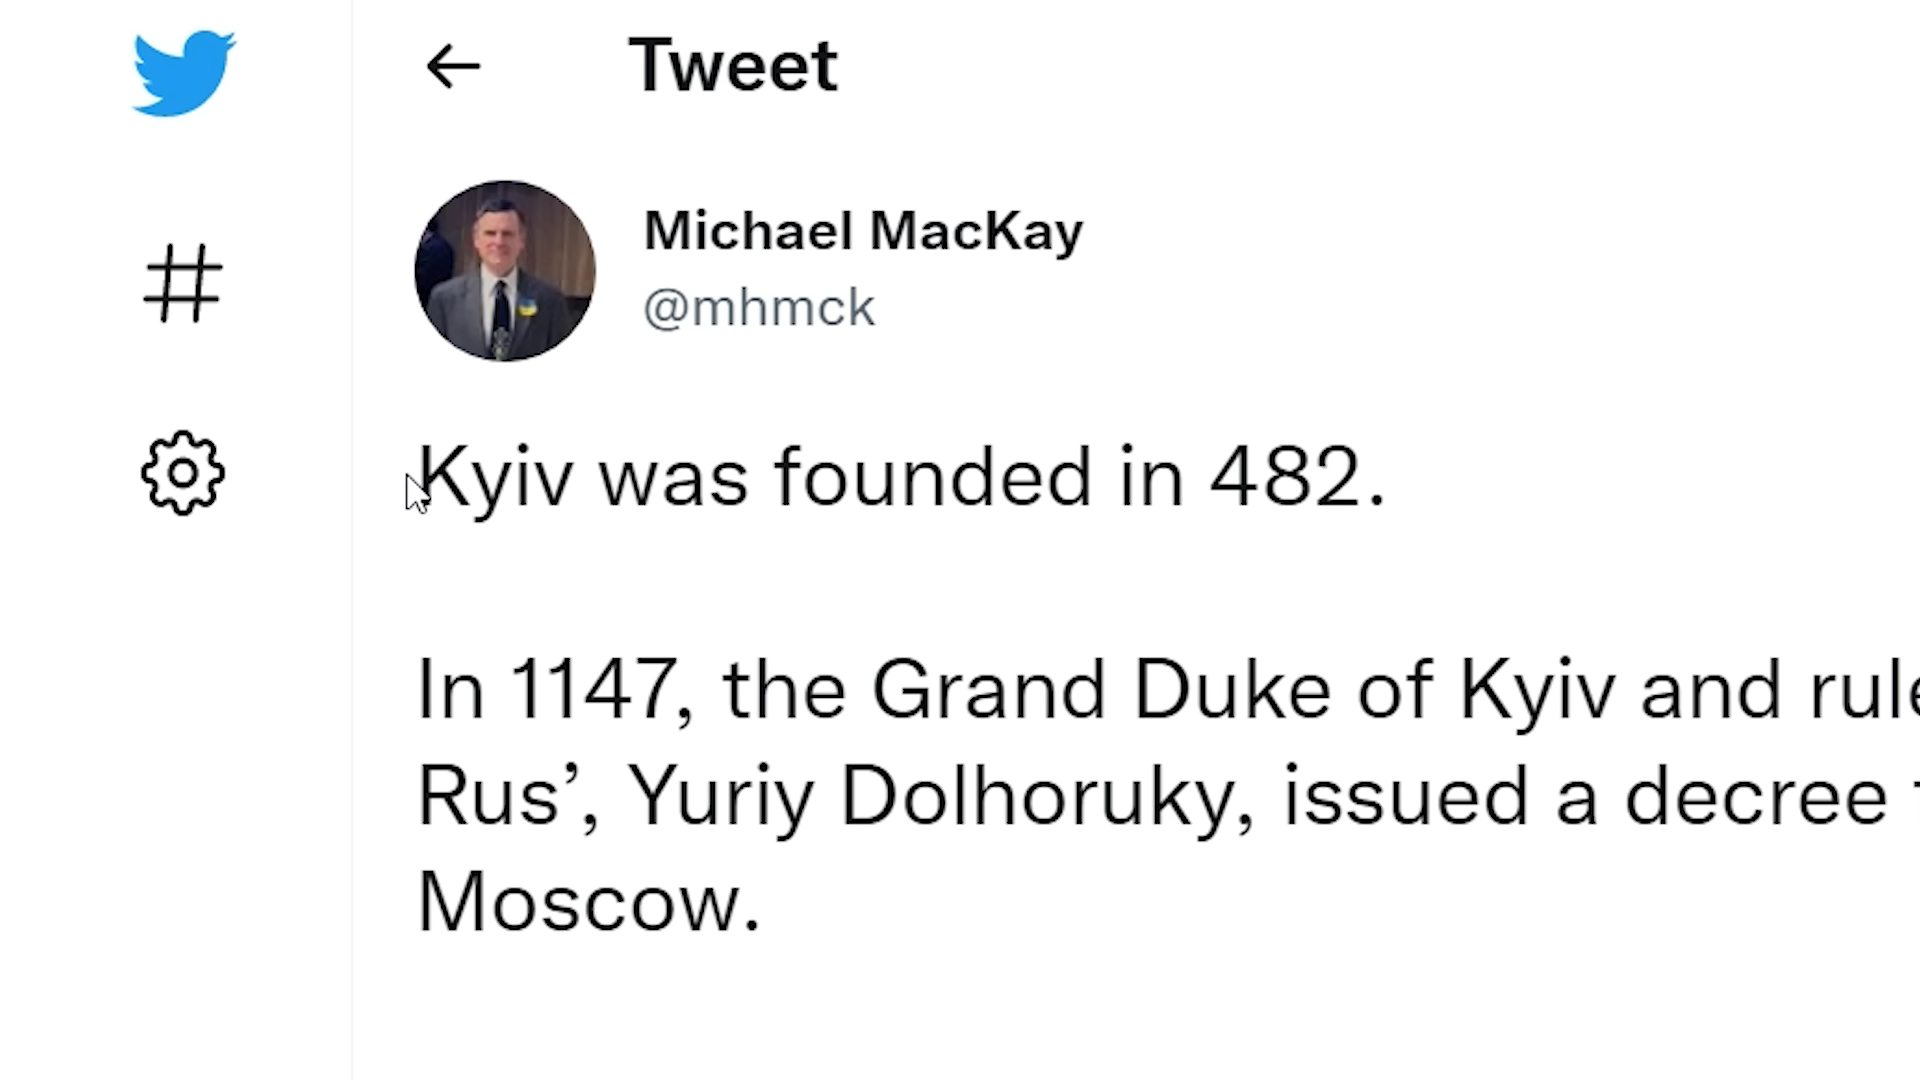 Tweet
Michael MacKay
@mhmck
Kyiv was founded in 482.
In 1147, the Grand Duke of Kyiv and
Rus’, Yuriy Dolhoruky, issued a decree
Moscow.